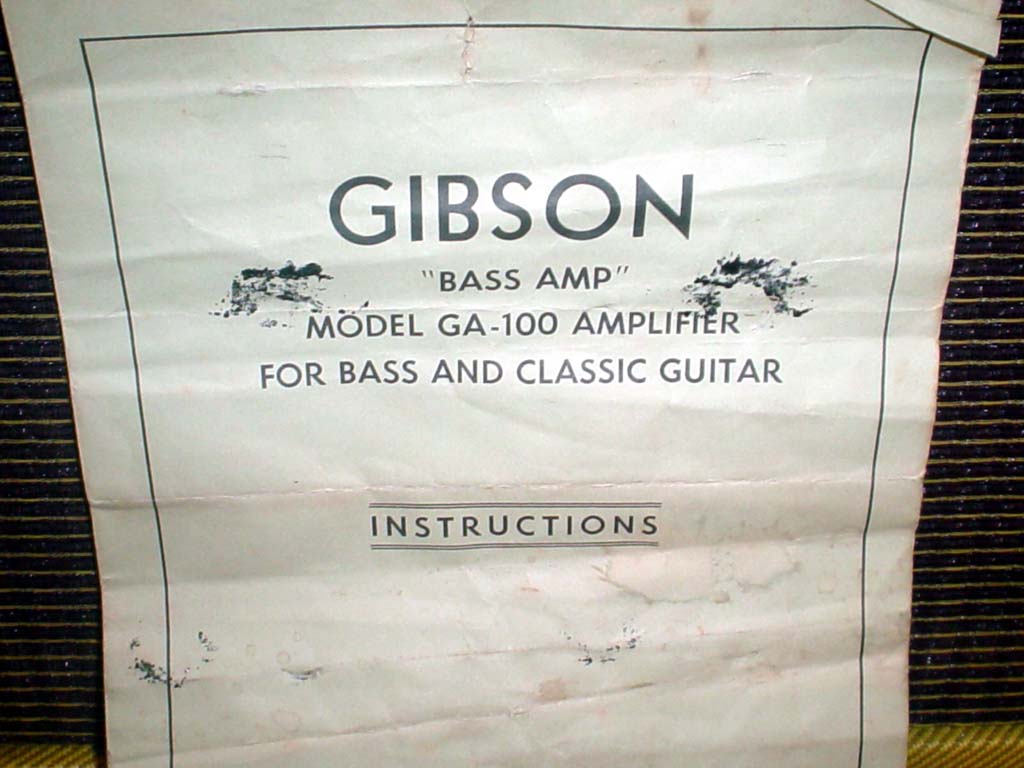 GIBSON
"BASS AMP"
MODEL GA-100 AMPLIFIER
FOR BASS AND CLASSIC GUITAR
INSTRUCTIONS